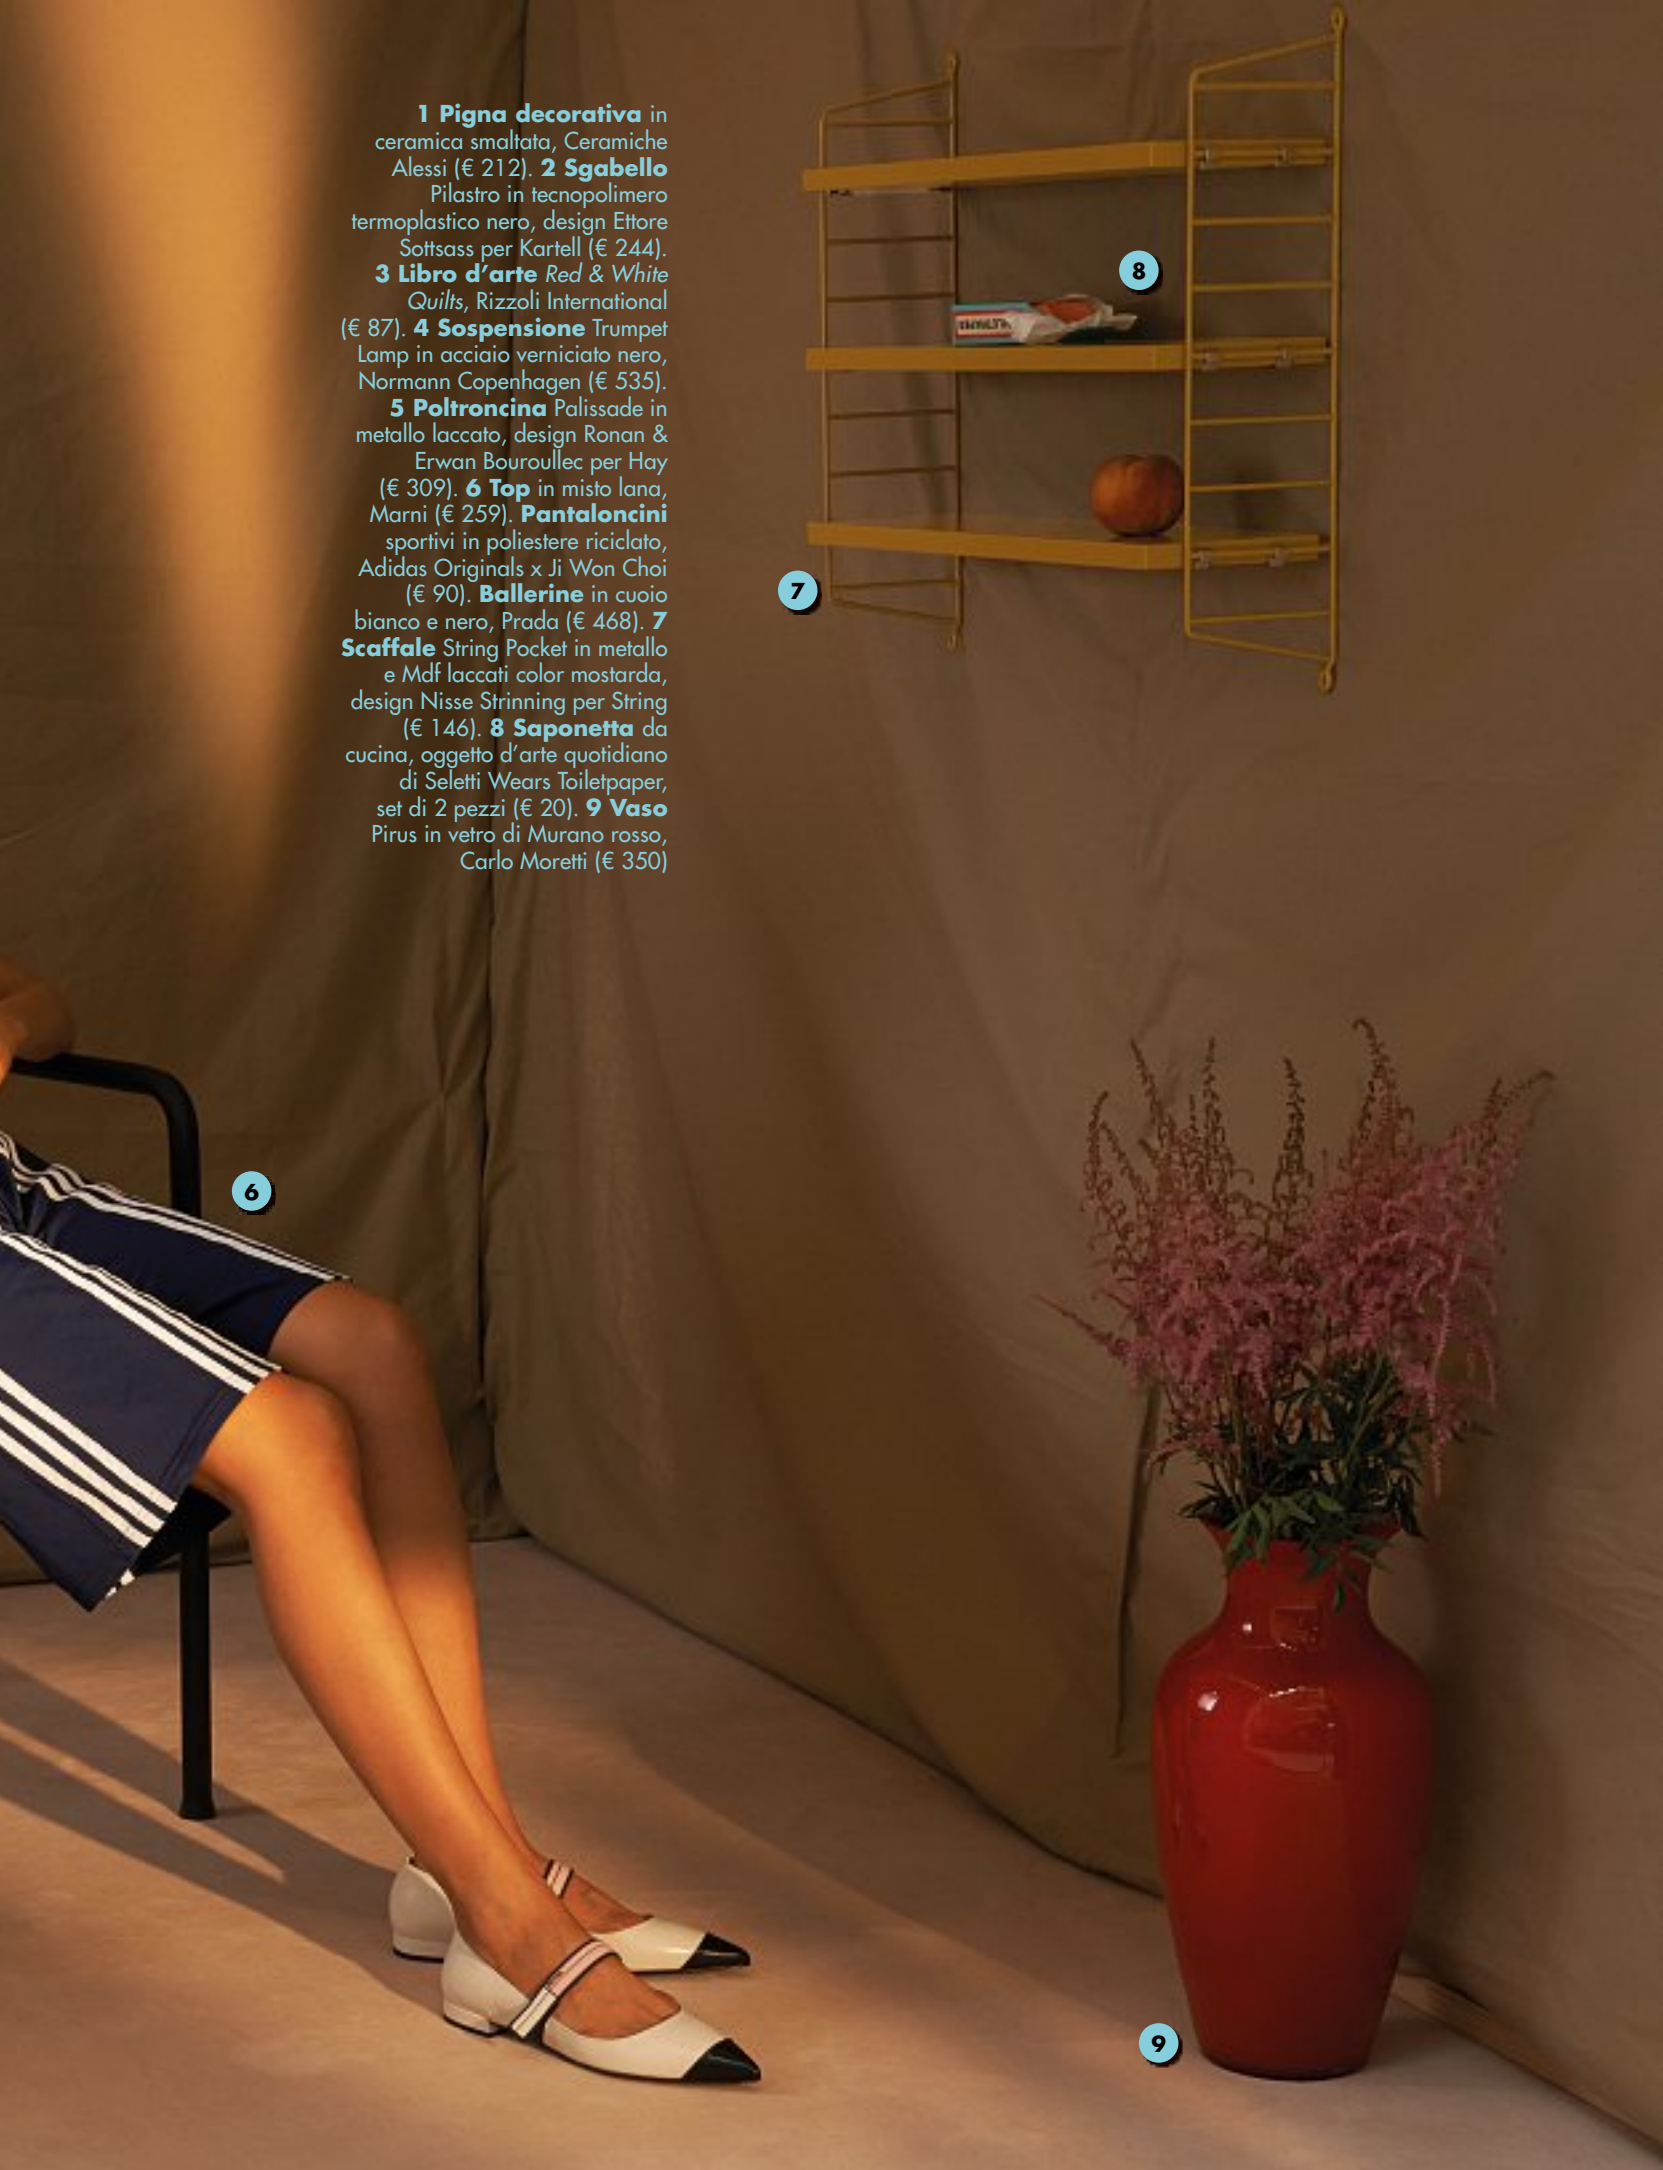 1 Pigna decorativa in
ceramica smaltata, Ceramiche
Alessi (€ 212). 2 Sgabello
Pilastro in tecnopolimero
termoplastico nero, design Ettore
Sottsass per Kartell (€ 244).
3 Libro d’arte Red & White
Quilts, Rizzoli International
(€ 87). 4 Sospensione Trumpet
Lamp in acciaio verniciato nero,
Normann Copenhagen (€ 535).
5 Poltroncina Palissade in
metallo laccato, design Ronan &
Erwan Bouroullec per Hay
(€ 309). 6 Top in misto lana,
Marni (€ 259). Pantaloncini
sportivi in poliestere riciclato,
Adidas Originals x Ji Won Choi
(€ 90). Ballerine in cuoio
bianco e nero, Prada (€ 468). 7
Scaffale String Pocket in metallo
e Mdf laccati color mostarda,
design Nisse Strinning per String
(€ 146). 8 Saponetta da
cucina, oggetto d’arte quotidiano
di Seletti Wears Toiletpaper,
set di 2 pezzi (€ 20). 9 Vaso
Pirus in vetro di Murano rosso,
Carlo Moretti (€ 350)
8
7
6
9